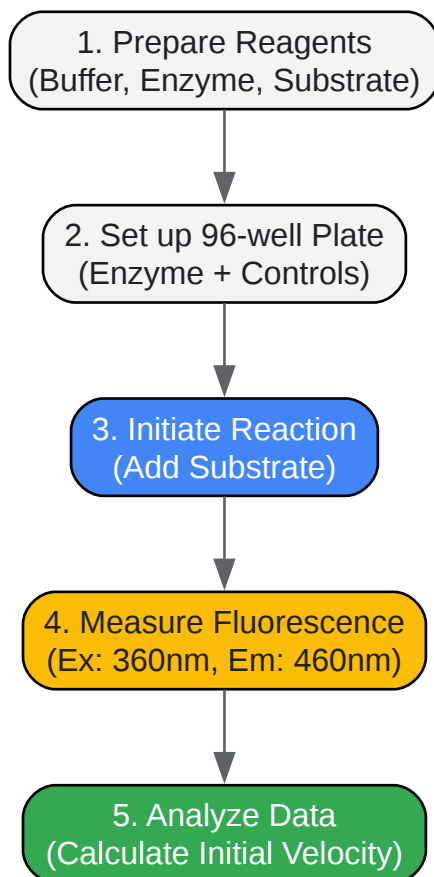 1. Prepare Reagents
(Buffer, Enzyme, Substrate)
2. Set up 96-well Plate
(Enzyme + Controls)
3. Initiate Reaction
(Add Substrate)
4. Measure Fluorescence
(Ex: 360nm, Em: 460nm)
5. Analyze Data
(Calculate Initial Velocity)